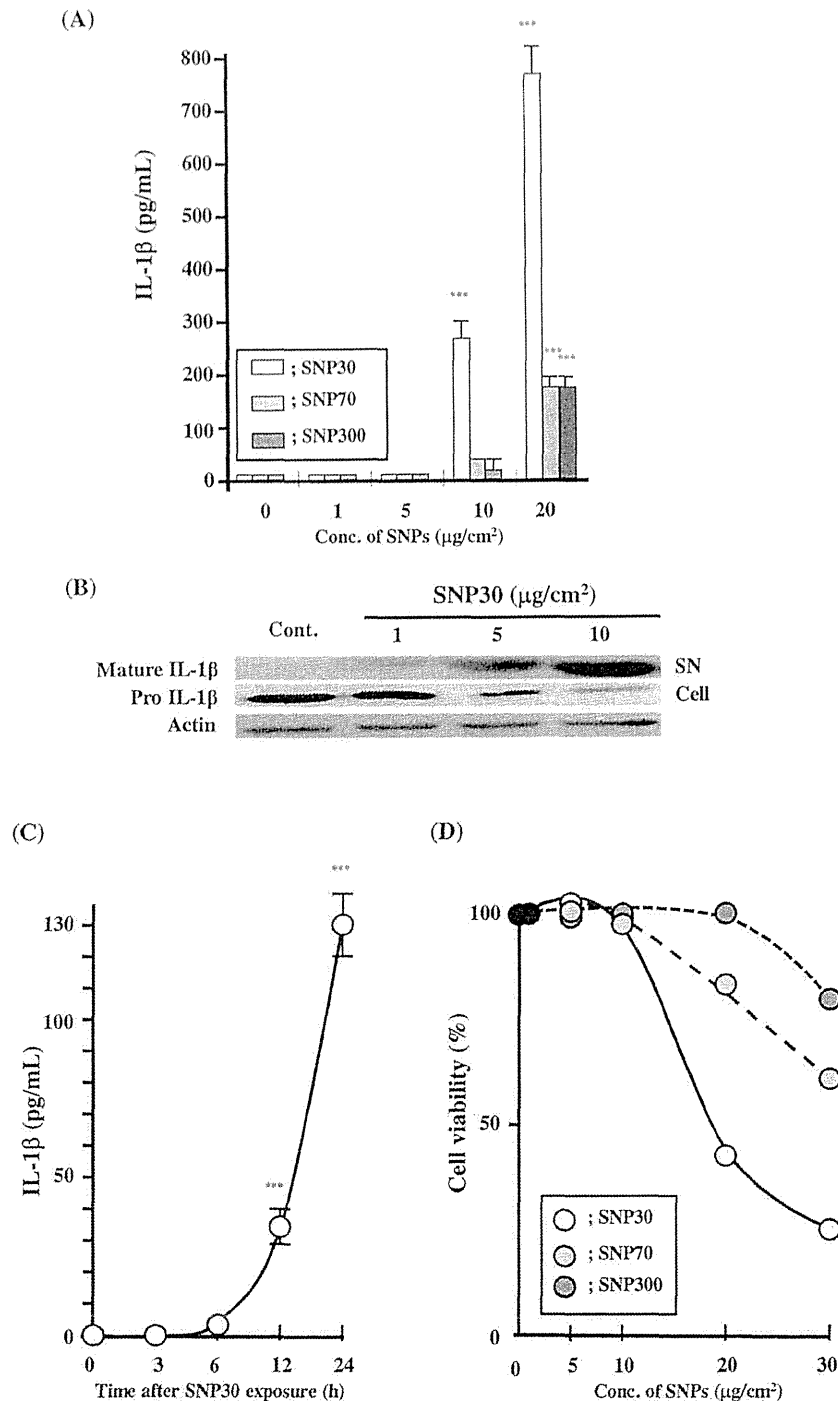 (A)
***
***
***
***
800
700
600
500
400
300
200
100
0
IL-1β (pg/mL)
; SNP30
; SNP70
; SNP300
0 1 5 10 20
Conc. of SNPs (μg/cm²)
(B)
SNP30 (μg/cm²)
Cont. 1 5 10
Mature IL-1β SN
Pro IL-1β Cell
Actin
(C)
***
***
130
100
50
0
IL-1β (pg/mL)
0 3 6 12 24
Time after SNP30 exposure (h)
(D)
100
50
0
Cell viability (%)
; SNP30
; SNP70
; SNP300
0 5 10 20 30
Conc. of SNPs (μg/cm²)